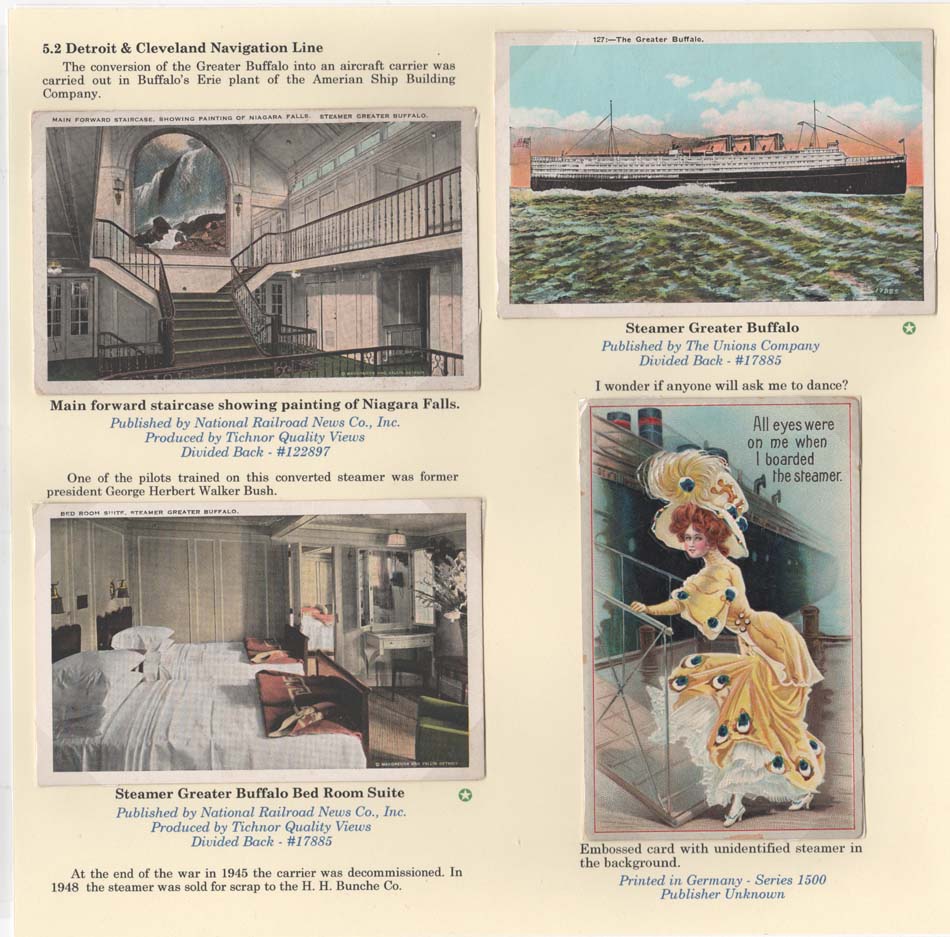 5.2 Detroit & Cleveland Navigation Line
The conversion of the Greater Buffalo into an aircraft carrier was
carried out in Buffalo's Erie plant of the Amerian Ship Building
Company.
MAIN FORWARD STAIRCASE, SHOWING PAINTING OF NIAGARA FALLS. STEAMER GREATER BUFFALO.
Main forward staircase showing painting of Niagara Falls.
Published by National Railroad News Co., Inc.
Produced by Tichnor Quality Views
Divided Back - #122897
One of the pilots trained on this converted steamer was former
president George Herbert Walker Bush.
BED ROOM SUITE, STEAMER GREATER BUFFALO.
Steamer Greater Buffalo Bed Room Suite
Published by National Railroad News Co., Inc.
Produced by Tichnor Quality Views
Divided Back - #17885
At the end of the war in 1945 the carrier was decommissioned. In
1948 the steamer was sold for scrap to the H. H. Bunche Co.
127:—The Greater Buffalo.
17885
Steamer Greater Buffalo
Published by The Unions Company
Divided Back - #17885
I wonder if anyone will ask me to dance?
All eyes were
on me when
I boarded
the steamer.
Embossed card with unidentified steamer in
the background.
Printed in Germany - Series 1500
Publisher Unknown